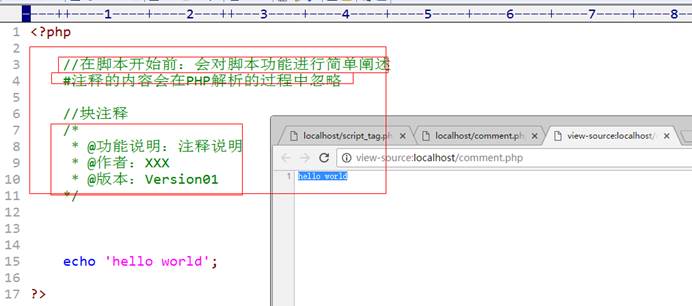 ----+----1----+----2----+----3----+----4----+----5----+----6----+----7----+----8---
1 <?php
2
3 //在脚本开始前：会对脚本功能进行简单阐述
4 #注释的内容会在PHP解析的过程中忽略
5
6 //块注释
7 /*
8 * @功能说明：注释说明
9 * @作者：XXX
10 * @版本：Version01
11 */
12
13
14
15 echo 'hello world';
16
17 ?>
localhost/script_tag.ph
localhost/comment.php
view-source:localhost/
view-source:localhost/comment.php
1 hello world